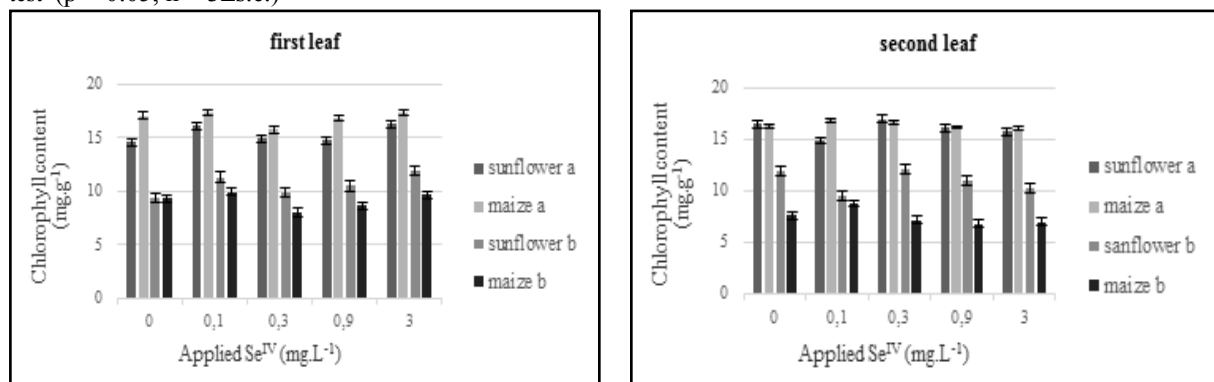 test (p = 0.05; n = 3±s.e.)
first leaf
Chlorophyll content
(mg.g-1)
20
15
10
5
0
0 0,1 0,3 0,9 3
Applied SeIV (mg.L-1)
sunflower a
maize a
sunflower b
maize b
second leaf
Chlorophyll content
(mg.g-1)
20
15
10
5
0
0 0,1 0,3 0,9 3
Applied SeIV (mg.L-1)
sunflower a
maize a
sanflower b
maize b